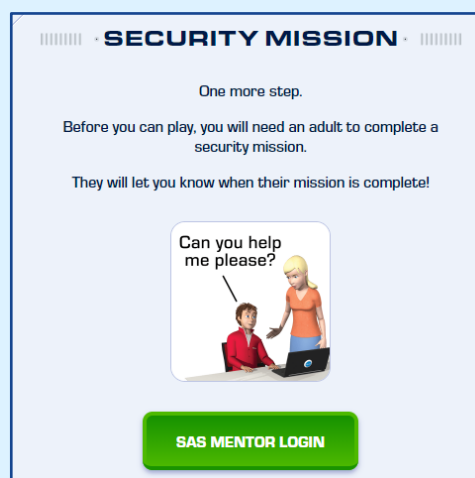 SECURITY MISSION
One more step.
Before you can play, you will need an adult to complete a
security mission.
They will let you know when their mission is complete!
Can you help
me please?
SAS MENTOR LOGIN